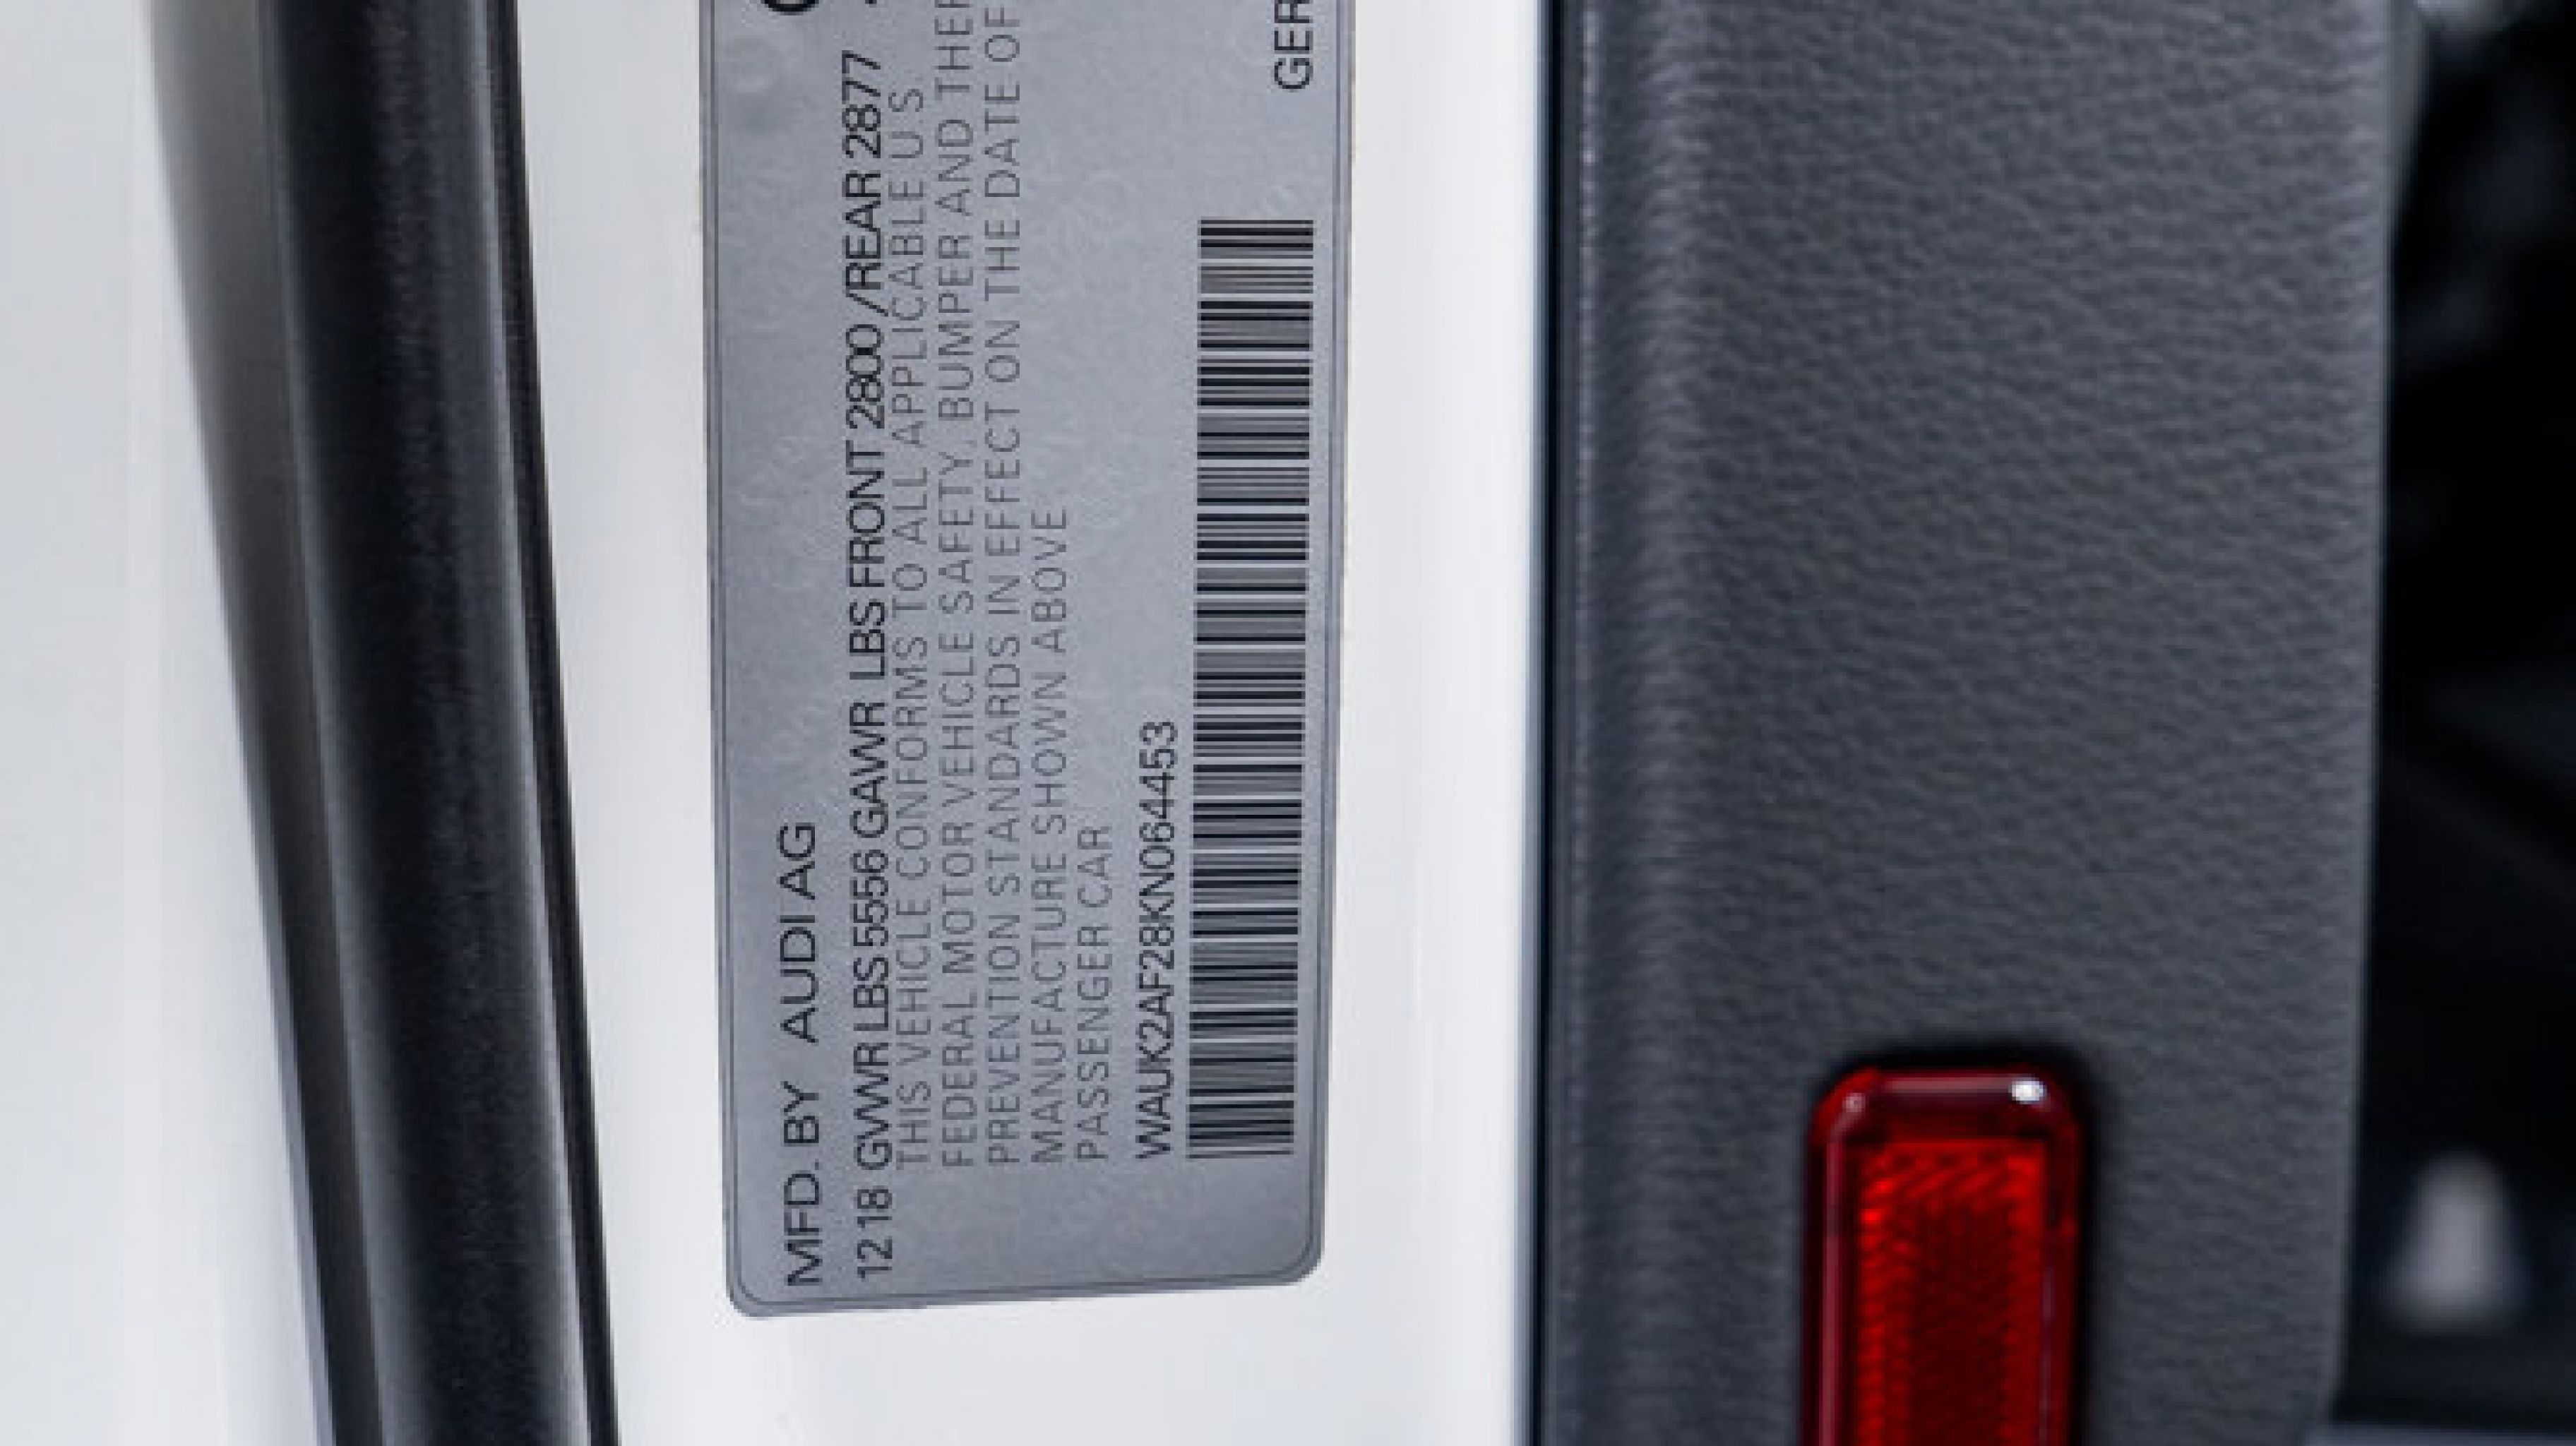 MFD. BY AUDI AG
12 18 GVWR LBS 5556 GAWR LBS FRONT 2800 /REAR 2877
THIS VEHICLE CONFORMS TO ALL APPLICABLE U S
FEDERAL MOTOR VEHICLE SAFETY, BUMPER AND
PREVENTION STANDARDS IN EFFECT ON THE DATE OF
MANUFACTURE SHOWN ABOVE
PASSENGER CAR
WAUK2AF28KN064453